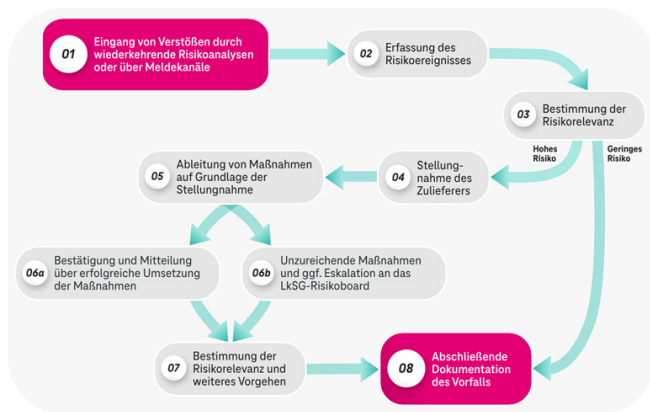 01
Eingang von Verstößen durch
wiederkehrende Risikoanalysen
oder über Meldekanäle
02
Erfassung des
Risikoereignisses
03
Bestimmung der
Risikorelevanz
Hohes
Risiko
Geringes
Risiko
04
Stellung-
nahme des
Zulieferers
05
Ableitung von Maßnahmen
auf Grundlage der
Stellungnahme
06a
Bestätigung und Mitteilung
über erfolgreiche Umsetzung
der Maßnahmen
06b
Unzureichende Maßnahmen
und ggf. Eskalation an das
LkSG-Risikoboard
07
Bestimmung der
Risikorelevanz und
weiteres Vorgehen
08
Abschließende
Dokumentation
des Vorfalls